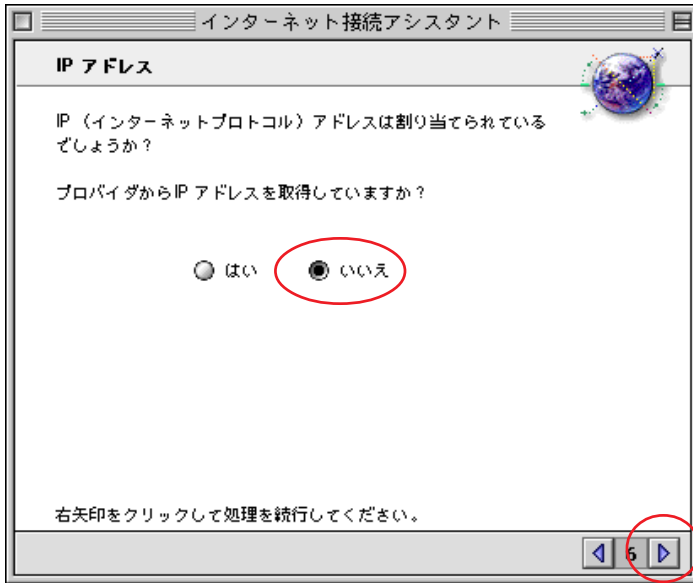 インターネット接続アシスタント
IP アドレス
IP（インターネットプロトコル）アドレスは割り当てられている
でしょうか？
プロバイダからIP アドレスを取得していますか？
はい いいえ
右矢印をクリックして処理を続行してください。
6